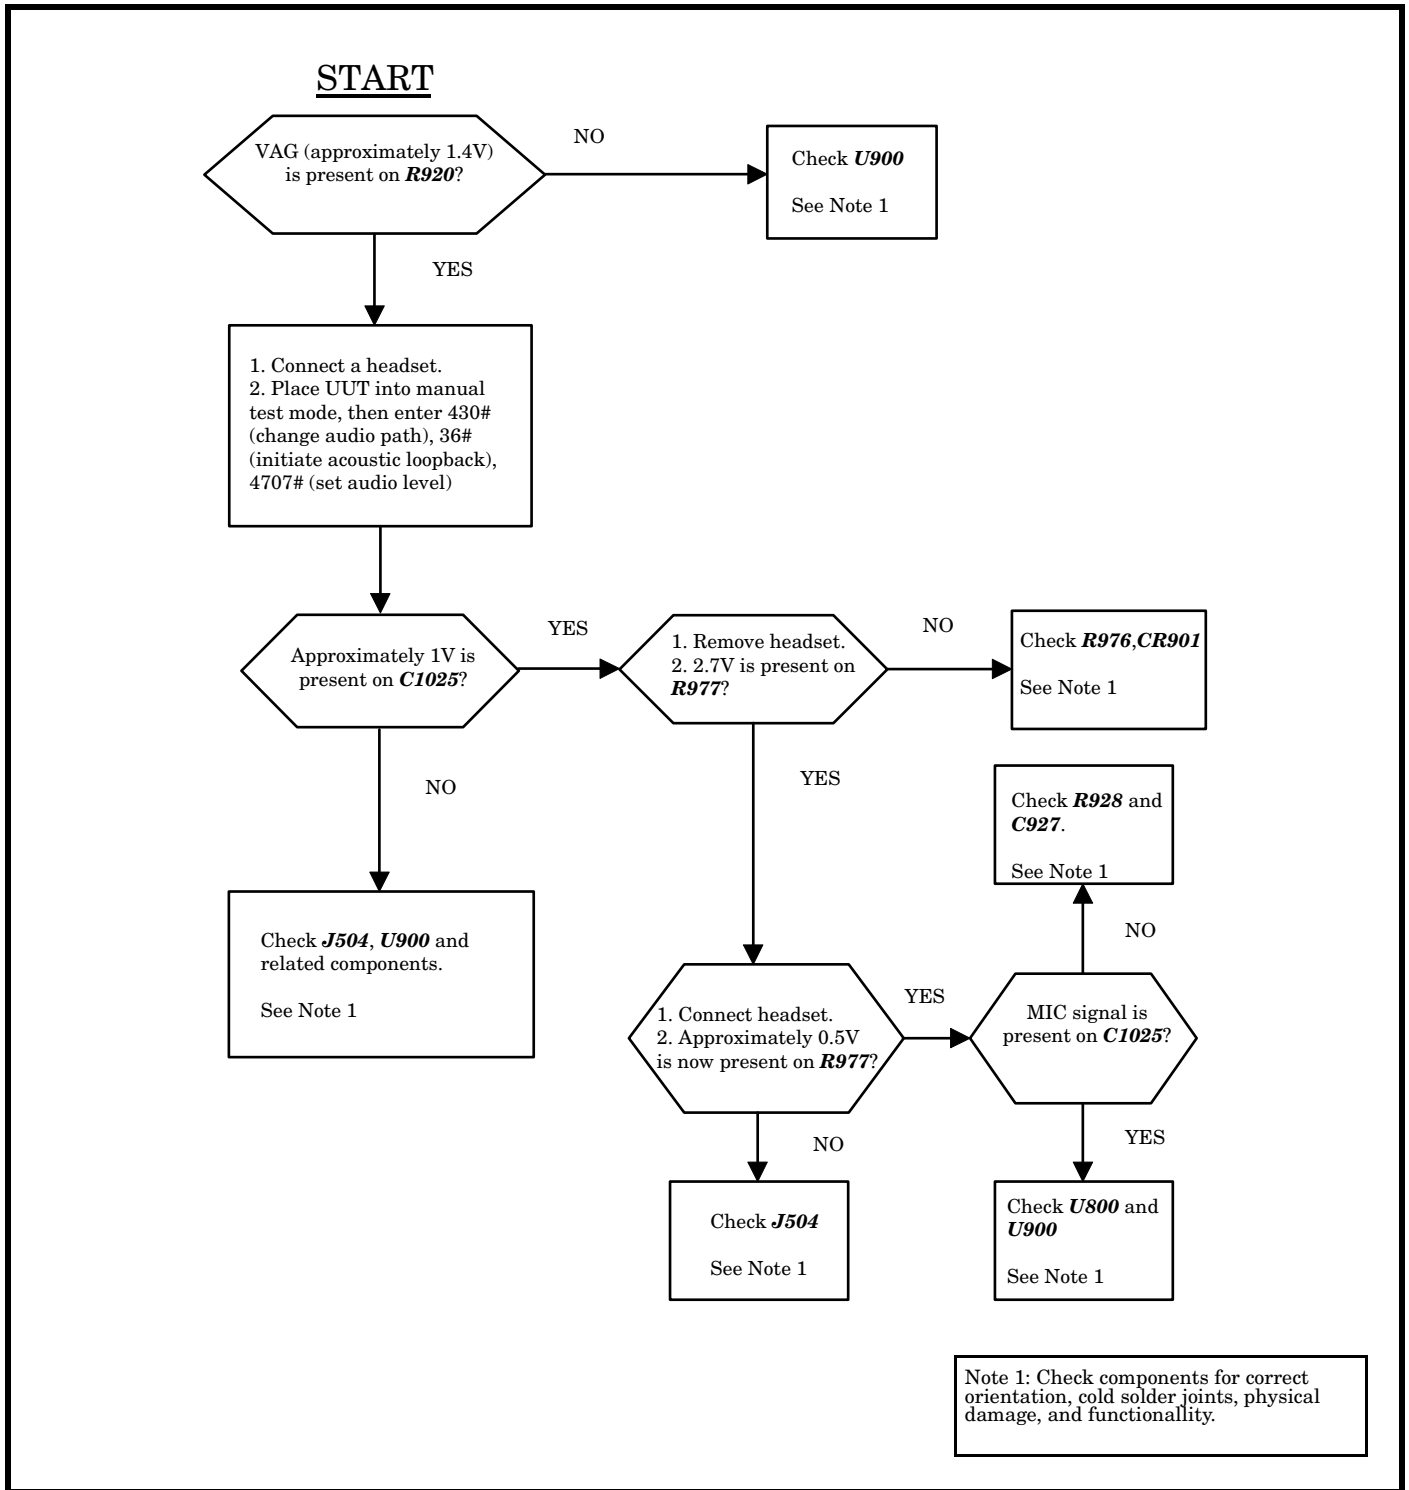 START
VAG (approximately 1.4V)
is present on R920?
NO
Check U900
See Note 1
YES
1. Connect a headset.
2. Place UUT into manual
test mode, then enter 430#
(change audio path), 36#
(initiate acoustic loopback),
4707# (set audio level)
Approximately 1V is
present on C1025?
YES
1. Remove headset.
2. 2.7V is present on
R977?
NO
Check R976,CR901
See Note 1
NO
YES
Check R928 and
C927.
See Note 1
NO
Check J504, U900 and
related components.
See Note 1
1. Connect headset.
2. Approximately 0.5V
is now present on R977?
YES
MIC signal is
present on C1025?
NO
YES
Check J504
See Note 1
Check U800 and
U900
See Note 1
Note 1: Check components for correct
orientation, cold solder joints, physical
damage, and functionallity.